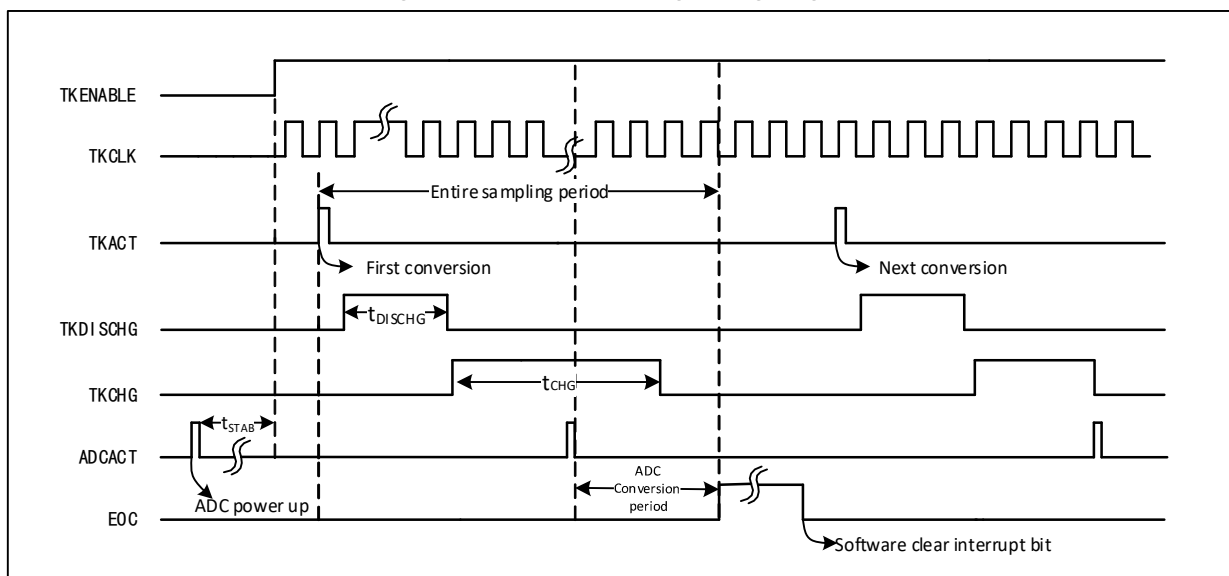 TKENABLE
TKCLK
Entire sampling period
TKACT
First conversion
Next conversion
tDISCHG
TKDISCHG
tCHG
TKCHG
tSTAB
ADCACT
ADC power up
ADC
Conversion
period
EOC
Software clear interrupt bit